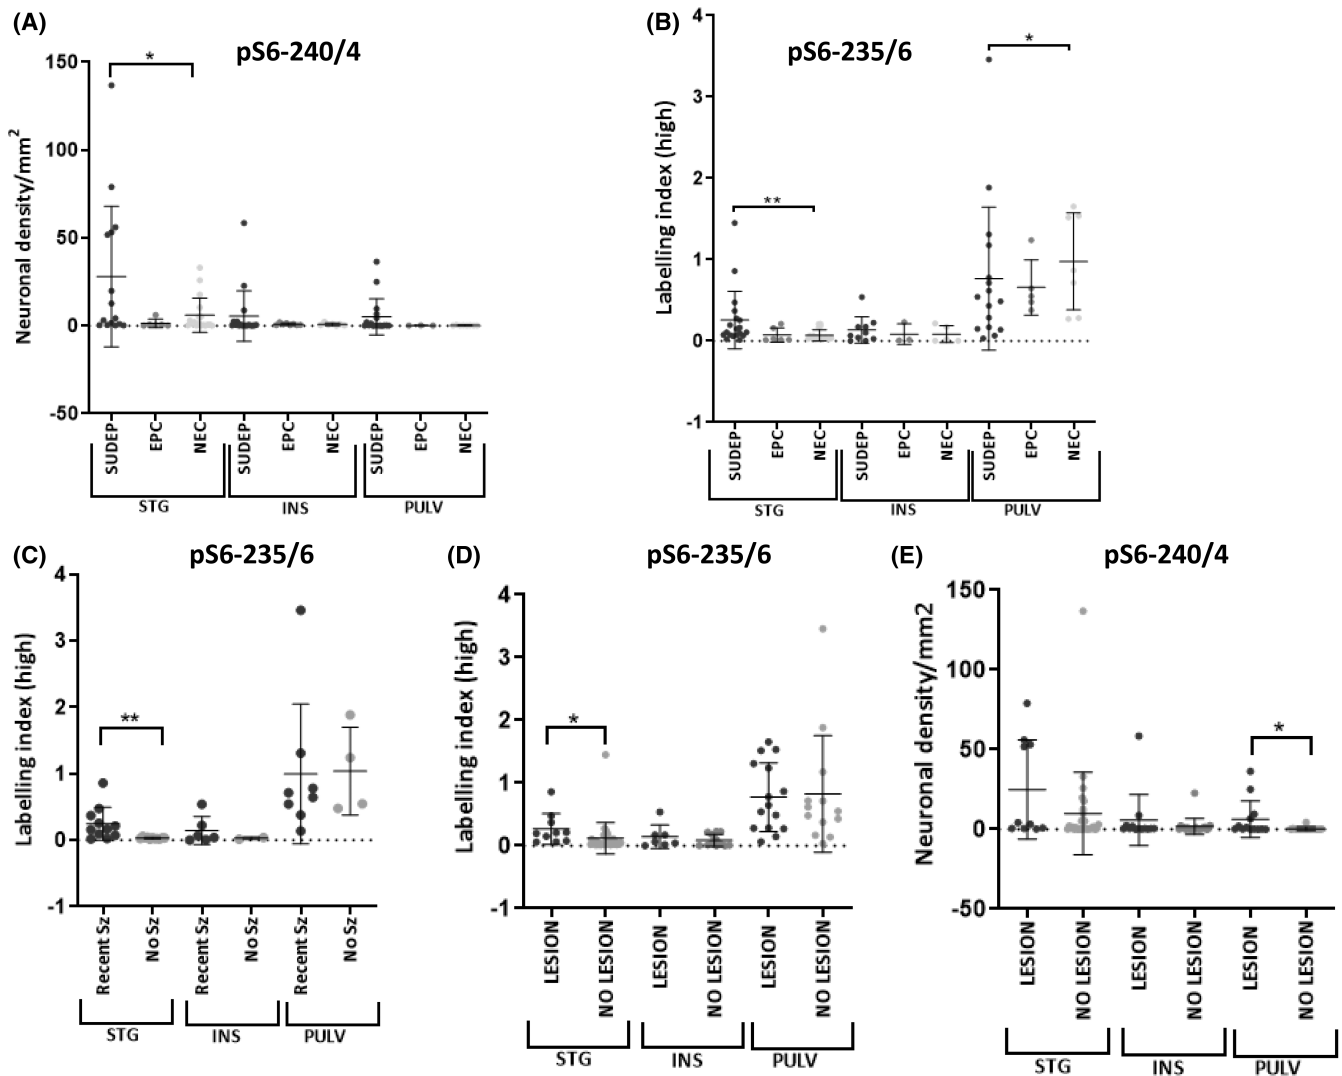 (A)
pS6-240/4
Neuronal density/mm2
150
100
50
0
-50
*
SUDEP
EPC
NEC
SUDEP
EPC
NEC
SUDEP
EPC
NEC
STG
INS
PULV
(B)
pS6-235/6
Labelling index (high)
4
3
2
1
0
-1
**
*
SUDEP
EPC
NEC
SUDEP
EPC
NEC
SUDEP
EPC
NEC
STG
INS
PULV
(C)
pS6-235/6
Labelling index (high)
4
3
2
1
0
-1
**
Recent Sz
No Sz
Recent Sz
No Sz
Recent Sz
No Sz
STG
INS
PULV
(D)
pS6-235/6
Labelling index (high)
4
3
2
1
0
-1
*
LESION
NO LESION
LESION
NO LESION
LESION
NO LESION
STG
INS
PULV
(E)
pS6-240/4
Neuronal density/mm2
150
100
50
0
-50
*
LESION
NO LESION
LESION
NO LESION
LESION
NO LESION
STG
INS
PULV